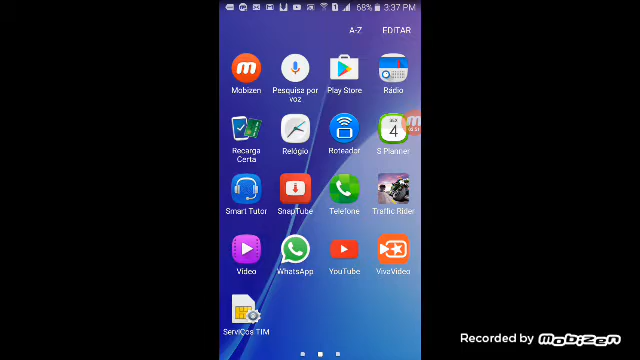 68% 3:37 PM
A-Z EDITAR
Mobizen
Pesquisa por voz
Play Store
Rádio
Recarga Certa
Relógio
Roteador
4
S Planner
Smart Tutor
SnapTube
Telefone
Traffic Rider
Vídeo
WhatsApp
YouTube
VivaVideo
Serviços TIM
Recorded by mobizen